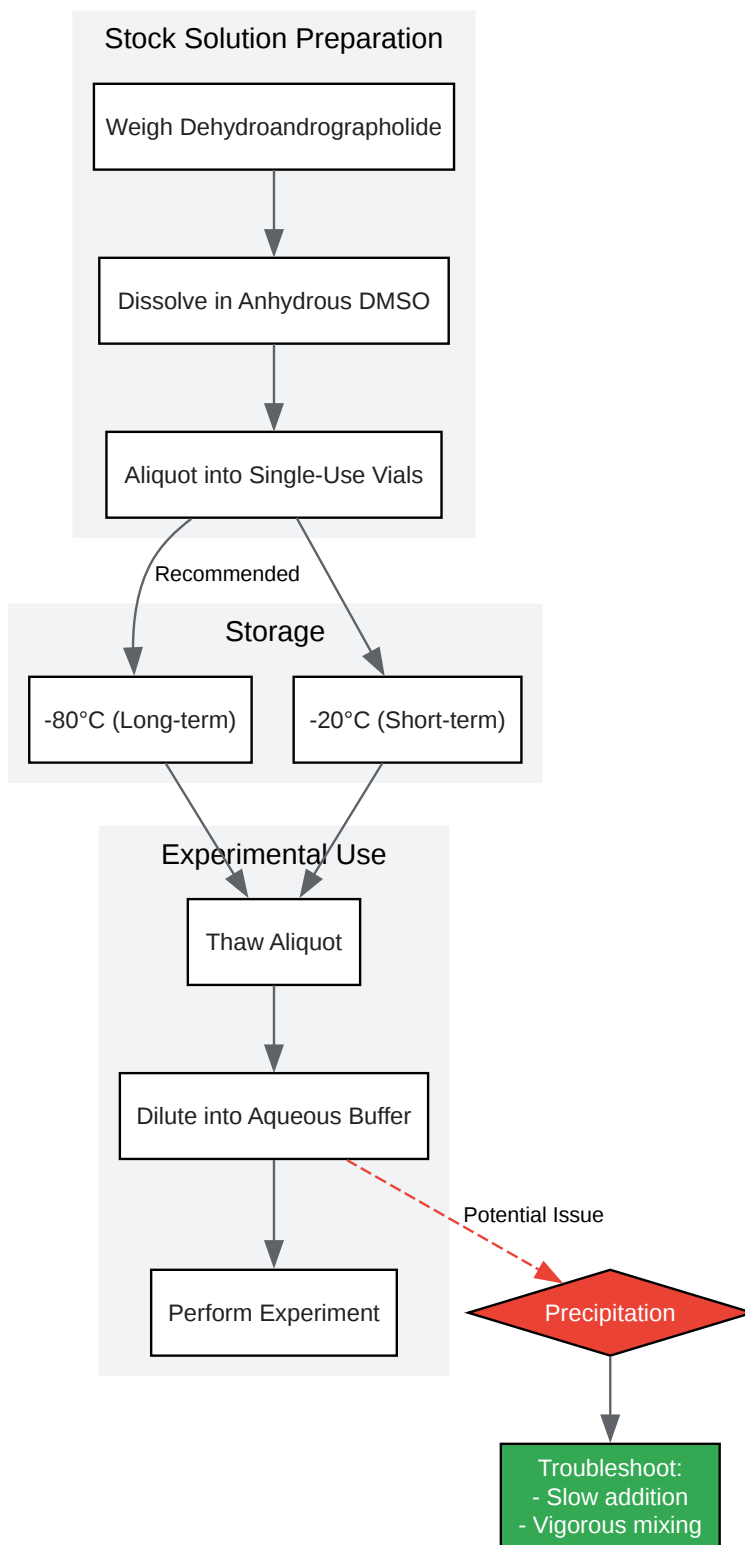 Stock Solution Preparation
Weigh Dehydroandrographolide
Dissolve in Anhydrous DMSO
Aliquot into Single-Use Vials
Recommended
Storage
-80°C (Long-term)
-20°C (Short-term)
Experimental Use
Thaw Aliquot
Dilute into Aqueous Buffer
Potential Issue
Perform Experiment
Precipitation
Troubleshoot:
- Slow addition
- Vigorous mixing